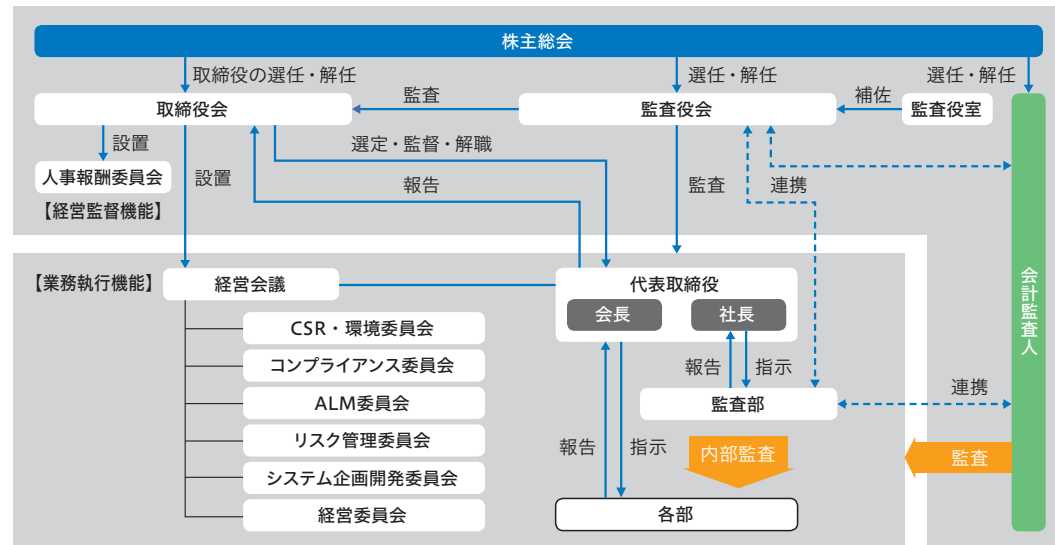 株主総会
取締役の選任・解任
選任・解任
選任・解任
取締役会
監査
監査役会
補佐
監査役室
設置
選定・監督・解職
人事報酬委員会
設置
報告
監査
連携
【経営監督機能】
【業務執行機能】
経営会議
代表取締役
会長
社長
会計監査人
CSR・環境委員会
コンプライアンス委員会
報告
指示
ALM委員会
監査部
連携
リスク管理委員会
報告
指示
内部監査
監査
システム企画開発委員会
経営委員会
各部